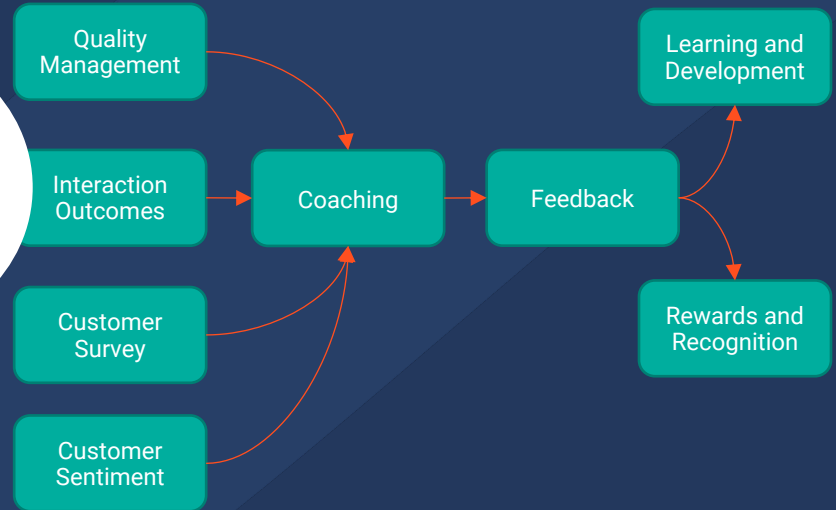 Quality
Management
Interaction
Outcomes
Customer
Survey
Customer
Sentiment
Coaching
Feedback
Learning and
Development
Rewards and
Recognition